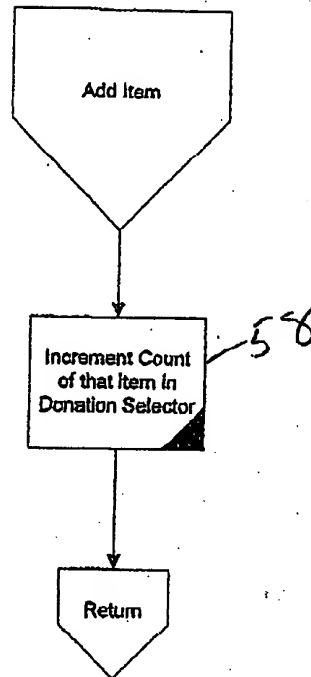 Add Item
Increment Count
of that Item in
Donation Selector
58
Return